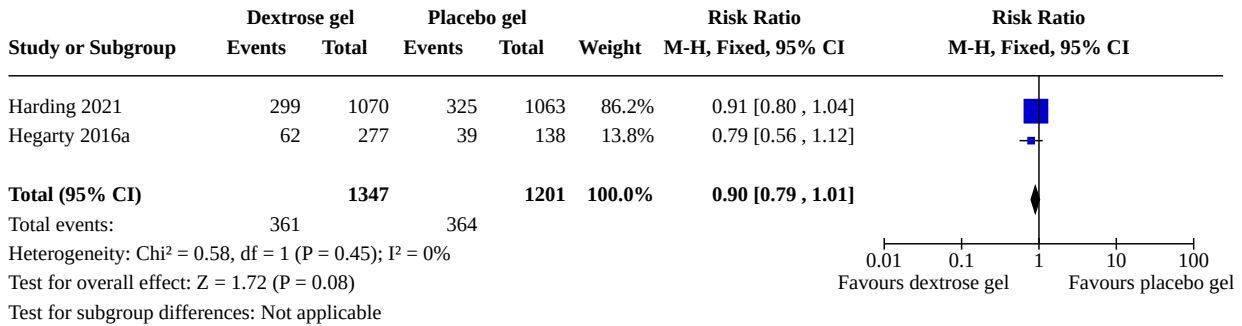 Dextrose gel Placebo gel Risk Ratio Risk Ratio
Study or Subgroup Events Total Events Total Weight M-H, Fixed, 95% CI M-H, Fixed, 95% CI
Harding 2021 299 1070 325 1063 86.2% 0.91 [0.80 , 1.04]
Hegarty 2016a 62 277 39 138 13.8% 0.79 [0.56 , 1.12]
Total (95% CI) 1347 1201 100.0% 0.90 [0.79 , 1.01]
Total events: 361 364
Heterogeneity: Chi² = 0.58, df = 1 (P = 0.45); I² = 0%
0.01 0.1 1 10 100
Test for overall effect: Z = 1.72 (P = 0.08) Favours dextrose gel Favours placebo gel
Test for subgroup differences: Not applicable